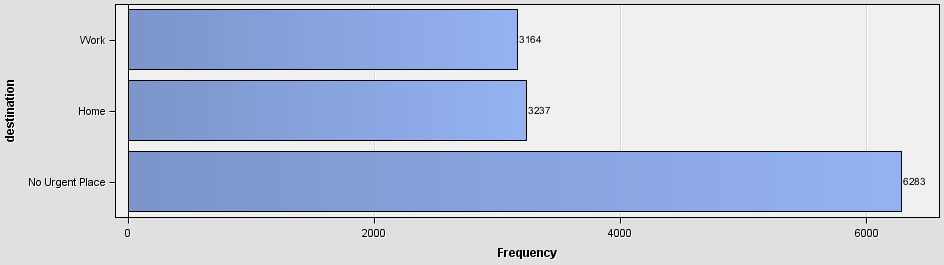 destination
Work
3164
Home
3237
No Urgent Place
6283
0
2000
4000
6000
Frequency